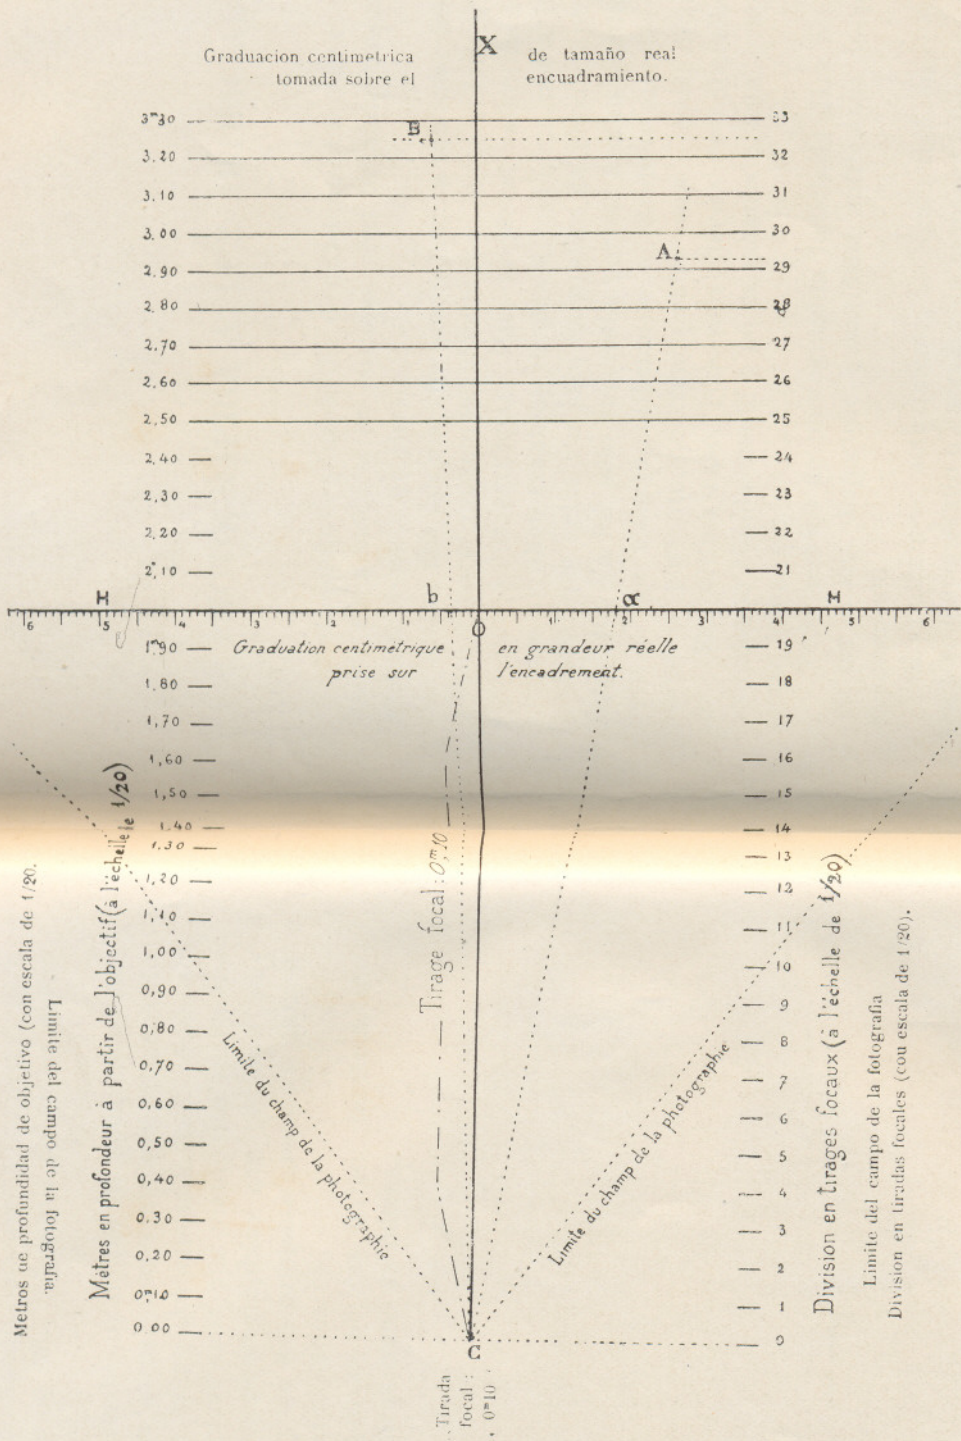 X
Graduacion centimetrica de tamaño real
tomada sobre el encuadramiento.
3ᵐ30 33
B
3.20 32
3.10 31
3.00 30
A
2.90 29
2.80 28
2.70 27
2.60 26
2,50 25
2,40 24
2,30 23
2,20 22
2,10 21
H b α H
6 5 4 3 2 1 O 1 2 3 4 5 6
1ᵐ90 19
Graduation centimétrique en grandeur réelle
prise sur l'encadrement.
1,80 18
1,70 17
1,60 16
1,50 15
1.40 14
1.30 13
1,20 12
1,10 11
1,00 10
0,90 9
0,80 8
0,70 7
0,60 6
0,50 5
0,40 4
0.30 3
0,20 2
0ᵐ10 1
0 00 0
C
Tirage focal: 0,ᵐ10
Limite du champ de la photographie
Limite du champ de la photographie
Mètres en profondeur à partir de l'objectif (à l'échelle le 1/20)
Limite del campo de la fotografia.
Metros de profundidad de objetivo (con escala de 1/20.
Division en tirages focaux (à l'échelle de 1/20)
Limite del campo de la fotografia
Division en tiradas focales (cou escala de 1/20).
Tirada
focal:
0ᵐ10